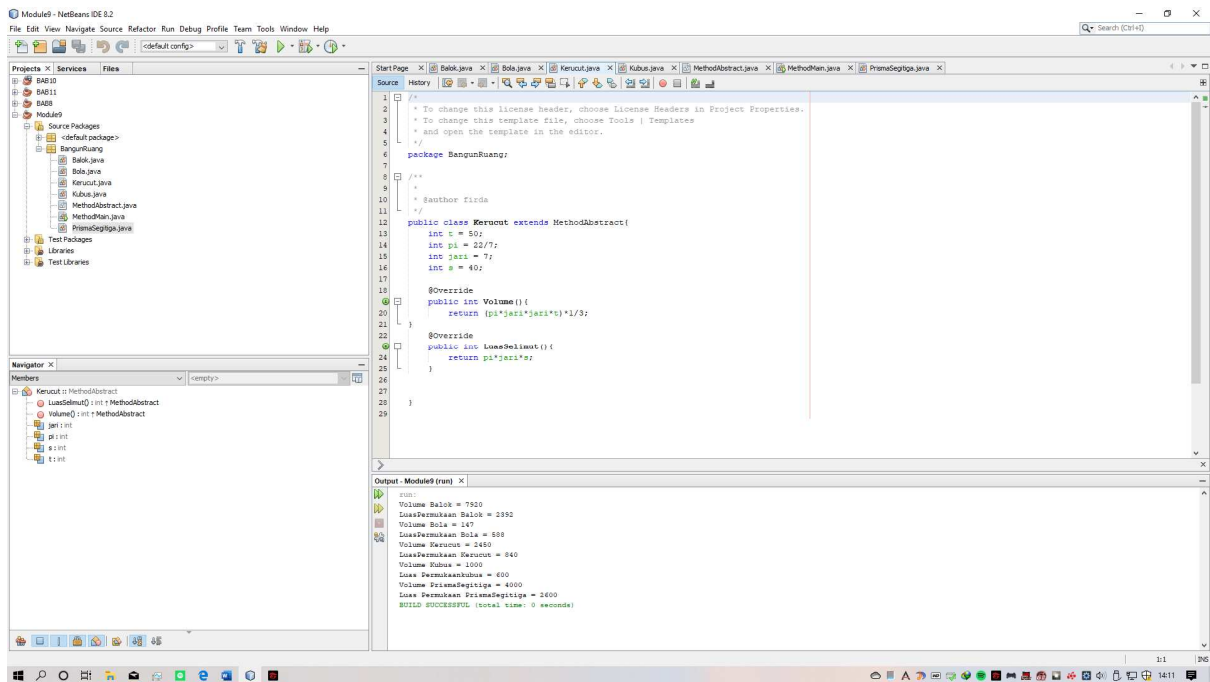 Module9 - NetBeans IDE 8.2
File Edit View Navigate Source Refactor Run Debug Profile Team Tools Window Help
Search (Ctrl+I)
<default config>
Projects Services Files
BAB10
BAB11
BAB8
Module9
Source Packages
<default package>
BangunRuang
Balok.java
Bola.java
Kerucut.java
Kubus.java
MethodAbstract.java
MethodMain.java
PrismaSegitiga.java
Test Packages
Libraries
Test Libraries
Navigator
Members <empty>
Kerucut :: MethodAbstract
LuasSelimut() : int ↑ MethodAbstract
Volume() : int ↑ MethodAbstract
jari : int
pi : int
s : int
t : int
Start Page Balok.java Bola.java Kerucut.java Kubus.java MethodAbstract.java MethodMain.java PrismaSegitiga.java
Source History
1 /*
2 * To change this license header, choose License Headers in Project Properties.
3 * To change this template file, choose Tools | Templates
4 * and open the template in the editor.
5 */
6 package BangunRuang;
7
8 /**
9 *
10 * @author firda
11 */
12 public class Kerucut extends MethodAbstract{
13 int t = 50;
14 int pi = 22/7;
15 int jari = 7;
16 int s = 40;
17
18 @Override
public int Volume(){
20 return (pi*jari*jari*t)*1/3;
21 }
22 @Override
public int LuasSelimut(){
24 return pi*jari*s;
25 }
26
27
28 }
29
Output - Module9 (run)
run:
Volume Balok = 7920
LuasPermukaan Balok = 2392
Volume Bola = 147
LuasPermukaan Bola = 588
Volume Kerucut = 2450
LuasPermukaan Kerucut = 840
Volume Kubus = 1000
Luas Permukaankubus = 600
Volume PrismaSegitiga = 4000
Luas Permukaan PrismaSegitiga = 2600
BUILD SUCCESSFUL (total time: 0 seconds)
1:1 INS
14:11